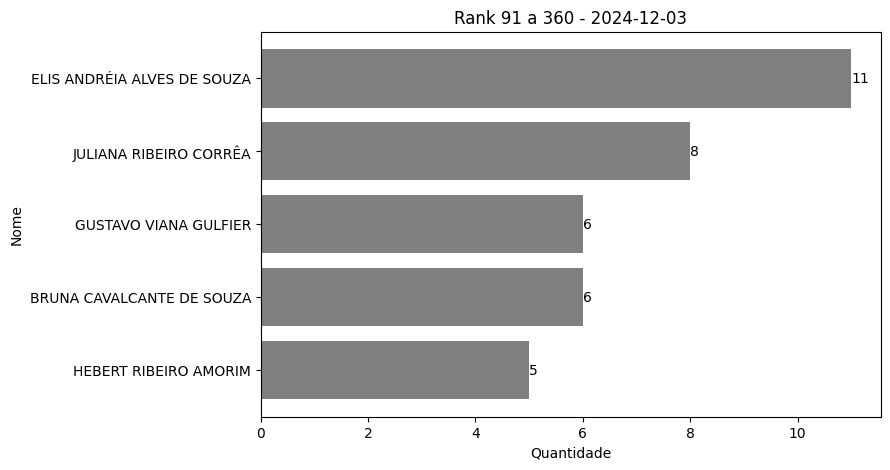 Rank 91 a 360 - 2024-12-03
ELIS ANDRÉIA ALVES DE SOUZA
11
JULIANA RIBEIRO CORRÊA
8
GUSTAVO VIANA GULFIER
6
BRUNA CAVALCANTE DE SOUZA
6
HEBERT RIBEIRO AMORIM
5
Nome
0 2 4 6 8 10
Quantidade